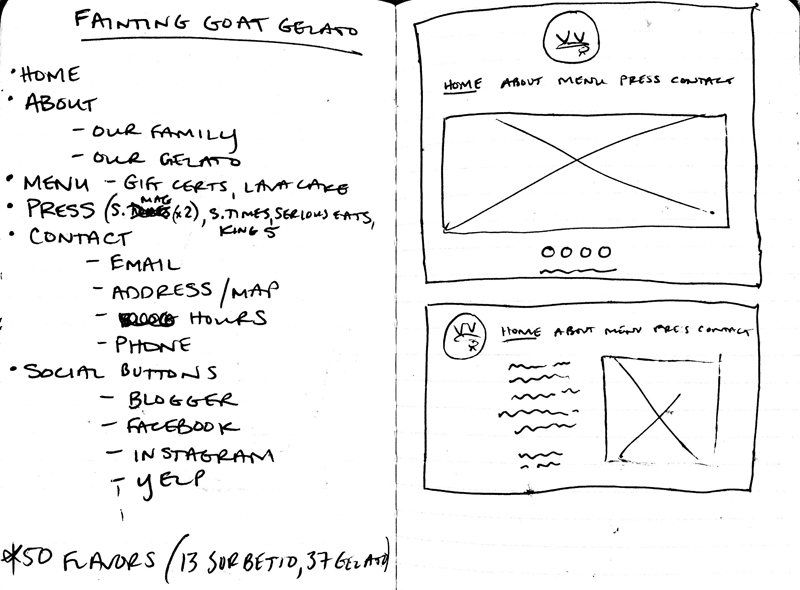 FAINTING GOAT GELATO
• HOME
• ABOUT
– OUR FAMILY
– OUR GELATO
• MENU – GIFT CERTS, LAVA CAKE
• PRESS (S. MAG (x2), S. TIMES, SERIOUS EATS,
KING 5
• CONTACT
– EMAIL
– ADDRESS/MAP
– HOURS
– PHONE
• SOCIAL BUTTONS
– BLOGGER
– FACEBOOK
– INSTAGRAM
– YELP
*50 FLAVORS (13 SORBETTO, 37 GELATO)
HOME ABOUT MENU PRESS CONTACT
HOME ABOUT MENU PRES CONTACT